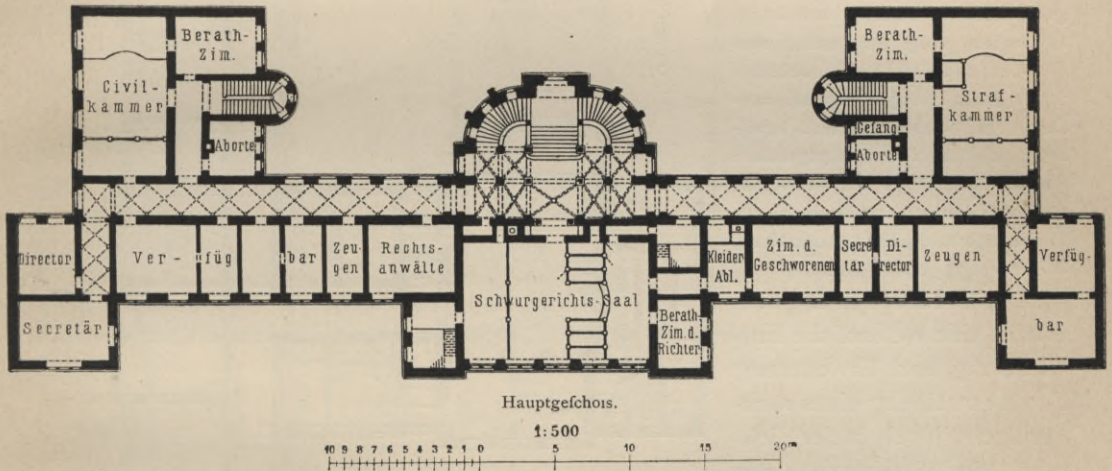 Berath-
Zim.
Civil-
kammer
Aborte
Berath-
Zim.
Straf-
kammer
Gefang
Aborte
Director
Ver-
füg
bar
Zeu-
gen
Rechts-
anwälte
Secretär
Schwurgerichts-Saal
Kleider
Abl.
Zim. d.
Geschworenen
Secre
tär
Di-
rector
Zeugen
Verfüg-
bar
Berath
Zim. d.
Richter
Hauptgeſchoſs.
1:500
10 9 8 7 6 5 4 3 2 1 0 5 10 15 20m